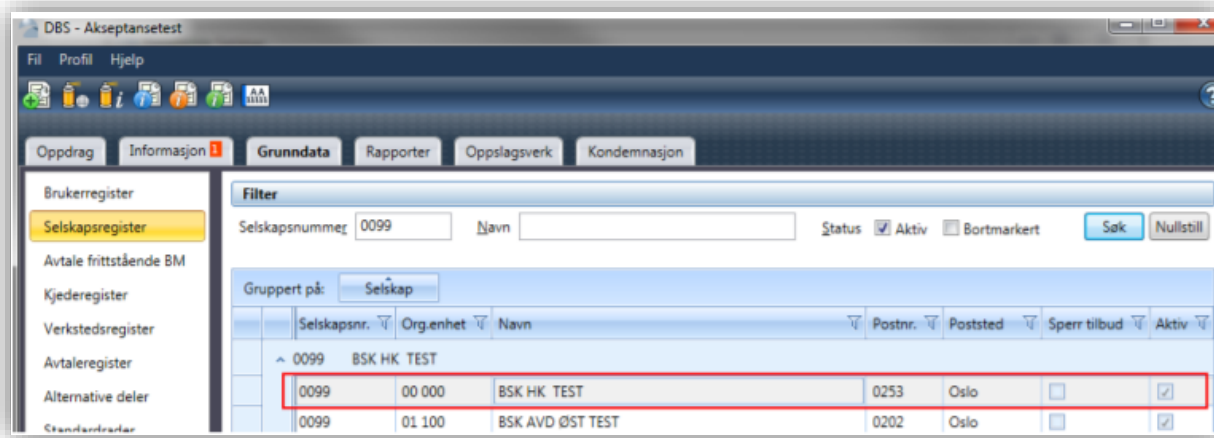 DBS - Akseptansetest
Fil Profil Hjelp
Oppdrag Informasjon 1 Grunndata Rapporter Oppslagsverk Kondemnasjon
Brukerregister
Selskapsregister
Avtale frittstående BM
Kjederegister
Verkstedsregister
Avtaleregister
Alternative deler
Standardrader
Filter
Selskapsnummer 0099 Navn Status Aktiv Bortmarkert Søk Nullstill
Gruppert på: Selskap
Selskapsnr. Org.enhet Navn Postnr. Poststed Sperr tilbud Aktiv
0099 BSK HK TEST
0099 00 000 BSK HK TEST 0253 Oslo
0099 01 100 BSK AVD ØST TEST 0202 Oslo